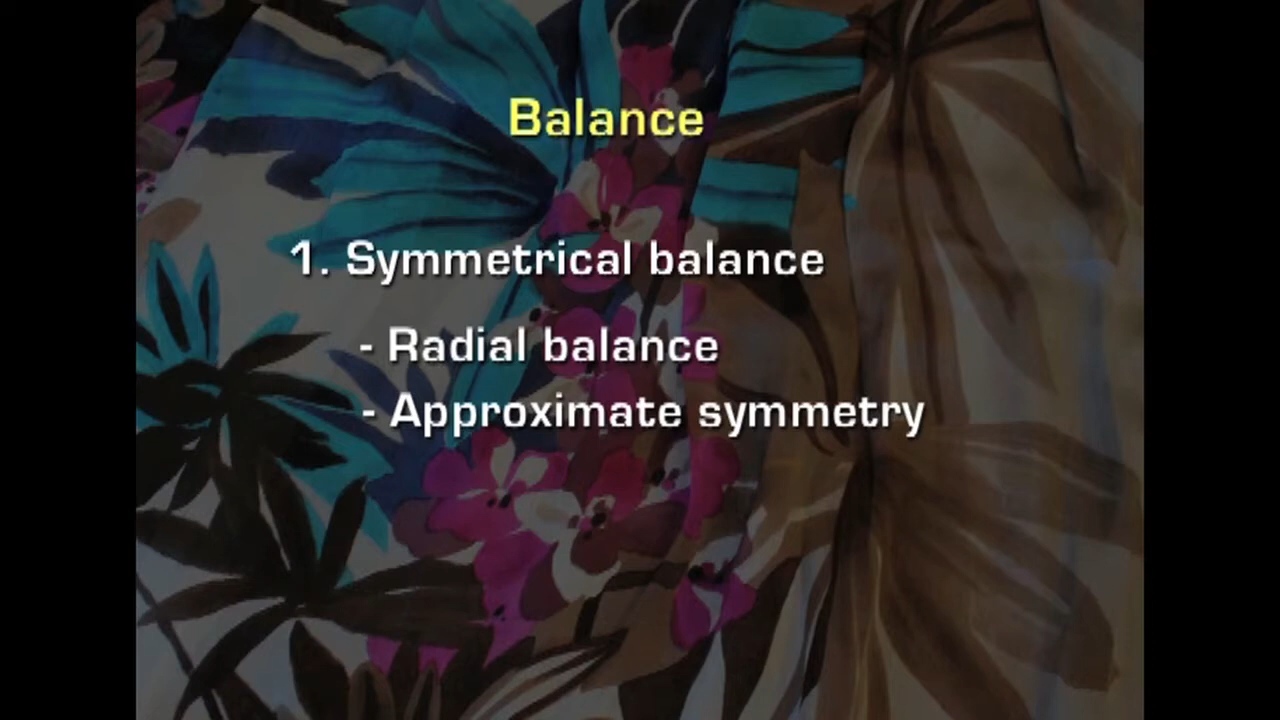 Balance
1. Symmetrical balance
- Radial balance
- Approximate symmetry